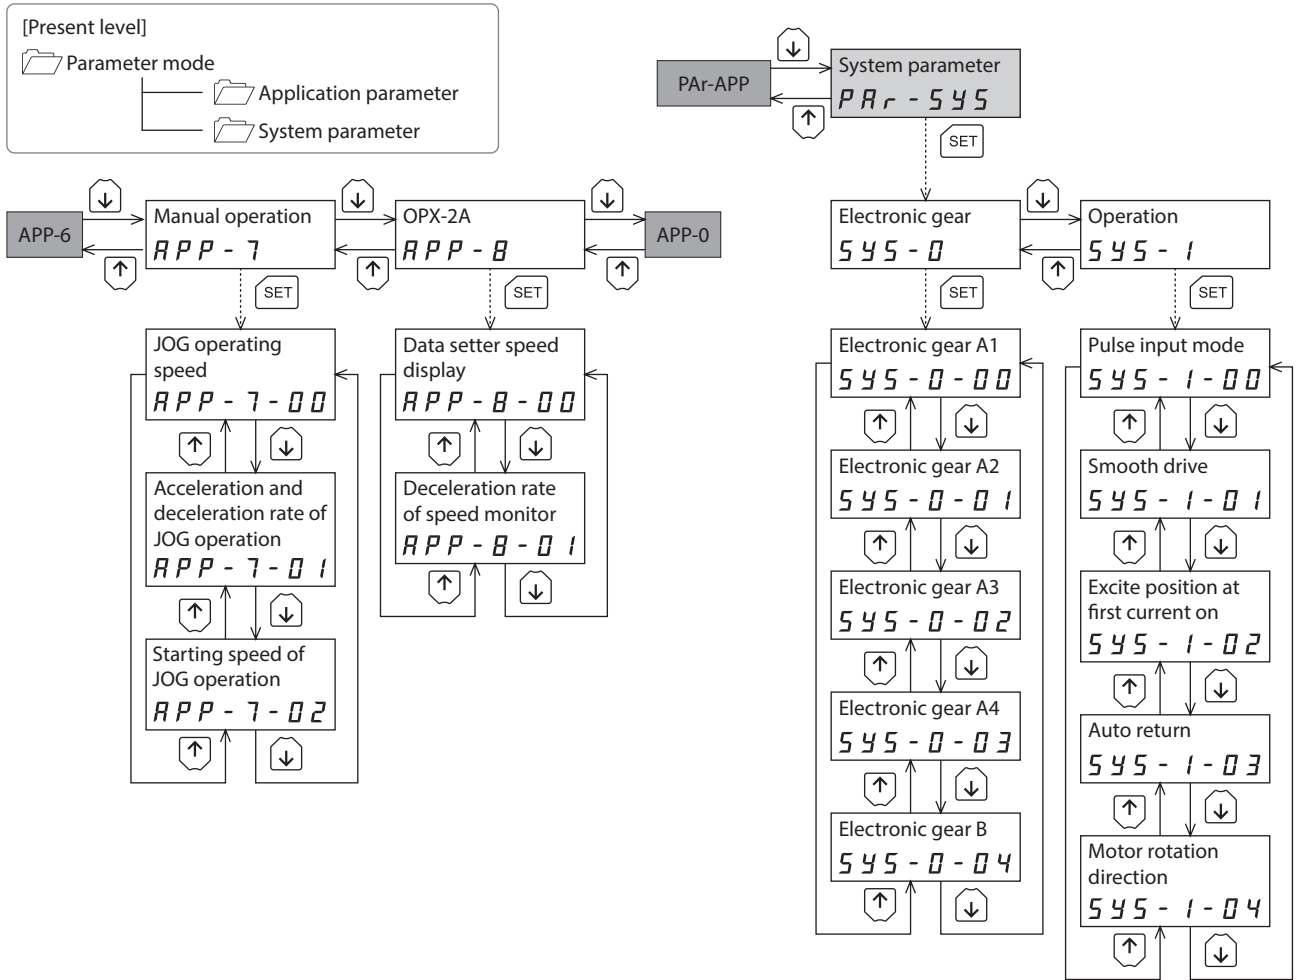 [Present level]
Parameter mode
Application parameter
System parameter
PAr-APP
System parameter
PAr-SYS
SET
APP-6
Manual operation
APP-7
OPX-2A
APP-8
APP-0
SET
SET
JOG operating
speed
APP-7-00
Acceleration and
deceleration rate of
JOG operation
APP-7-01
Starting speed of
JOG operation
APP-7-02
Data setter speed
display
APP-8-00
Deceleration rate
of speed monitor
APP-8-01
Electronic gear
SYS-0
Operation
SYS-1
SET
SET
Electronic gear A1
SYS-0-00
Electronic gear A2
SYS-0-01
Electronic gear A3
SYS-0-02
Electronic gear A4
SYS-0-03
Electronic gear B
SYS-0-04
Pulse input mode
SYS-1-00
Smooth drive
SYS-1-01
Excite position at
first current on
SYS-1-02
Auto return
SYS-1-03
Motor rotation
direction
SYS-1-04